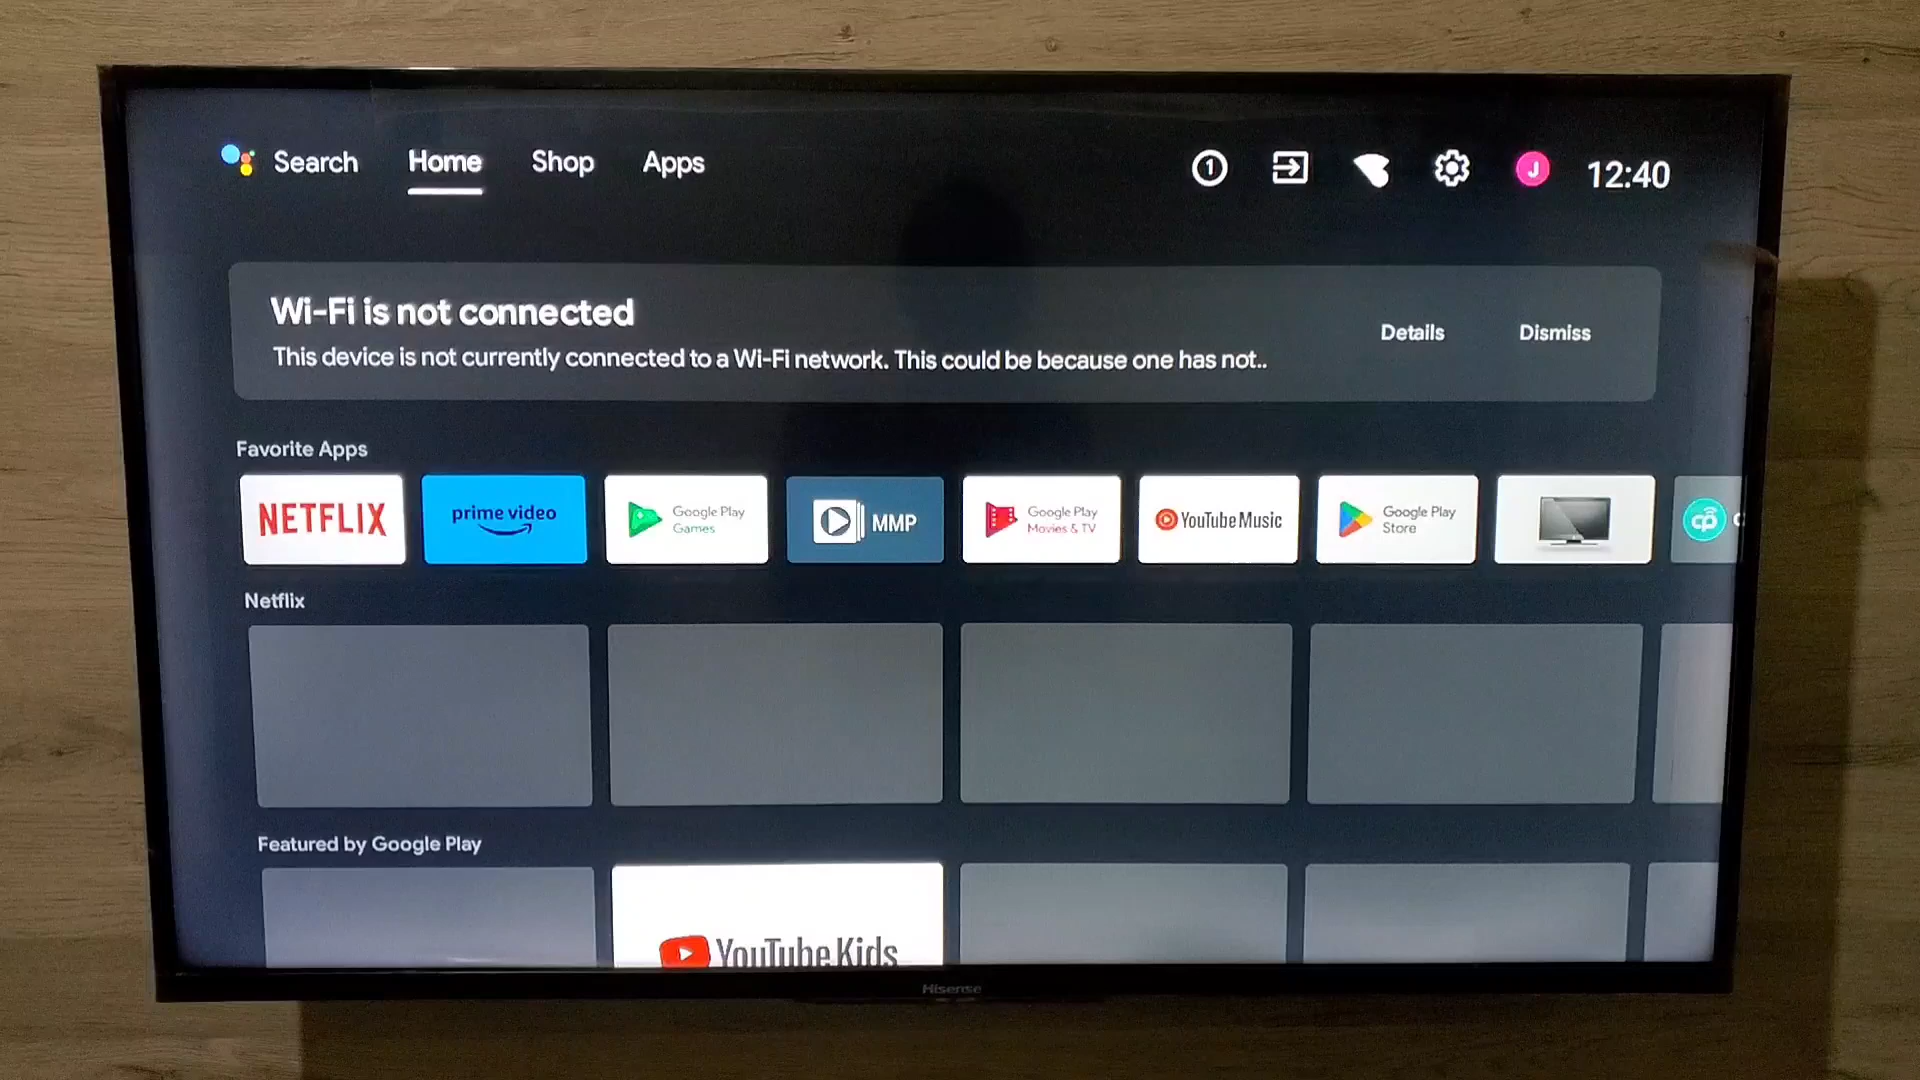 Search Home Shop Apps 1 J 12:40
Wi-Fi is not connected
This device is not currently connected to a Wi-Fi network. This could be because one has not..
Details Dismiss
Favorite Apps
NETFLIX
prime video
Google Play
Games
MMP
Google Play
Movies & TV
YouTube Music
Google Play
Store
Netflix
Featured by Google Play
YouTube Kids
Hisense